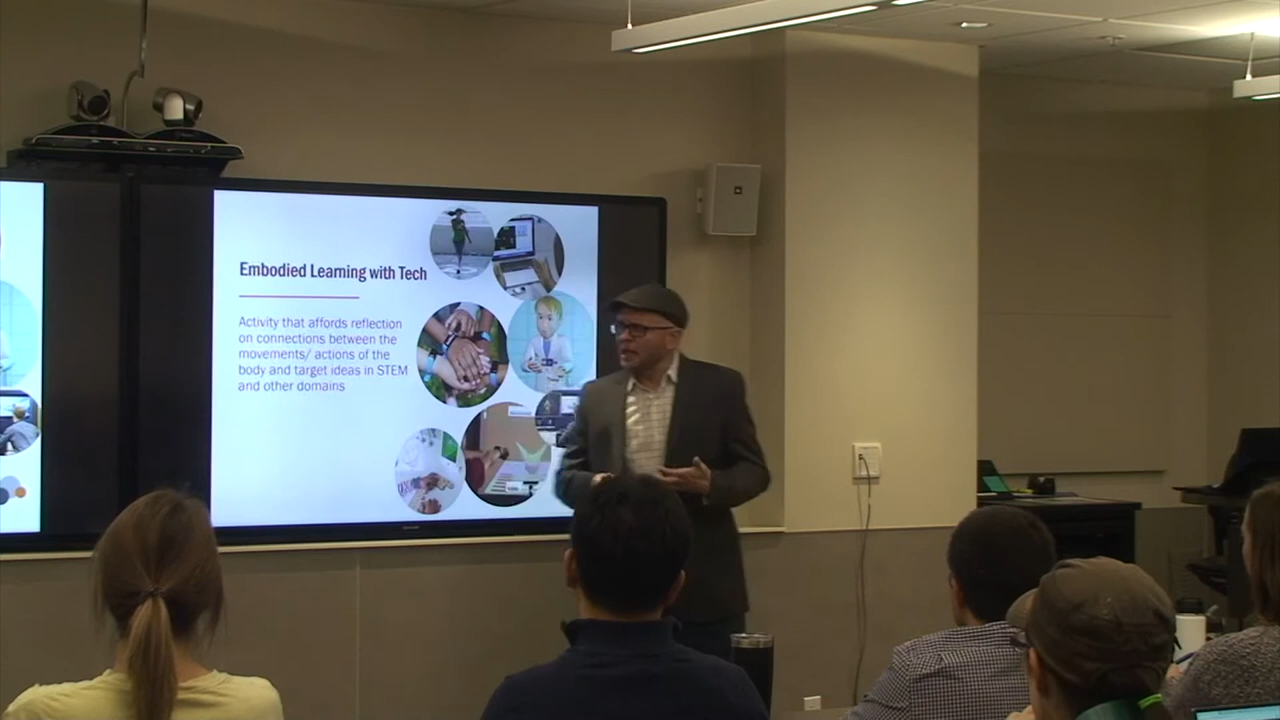 Embodied Learning with Tech
Activity that affords reflection
on connections between the
movements/ actions of the
body and target ideas in STEM
and other domains